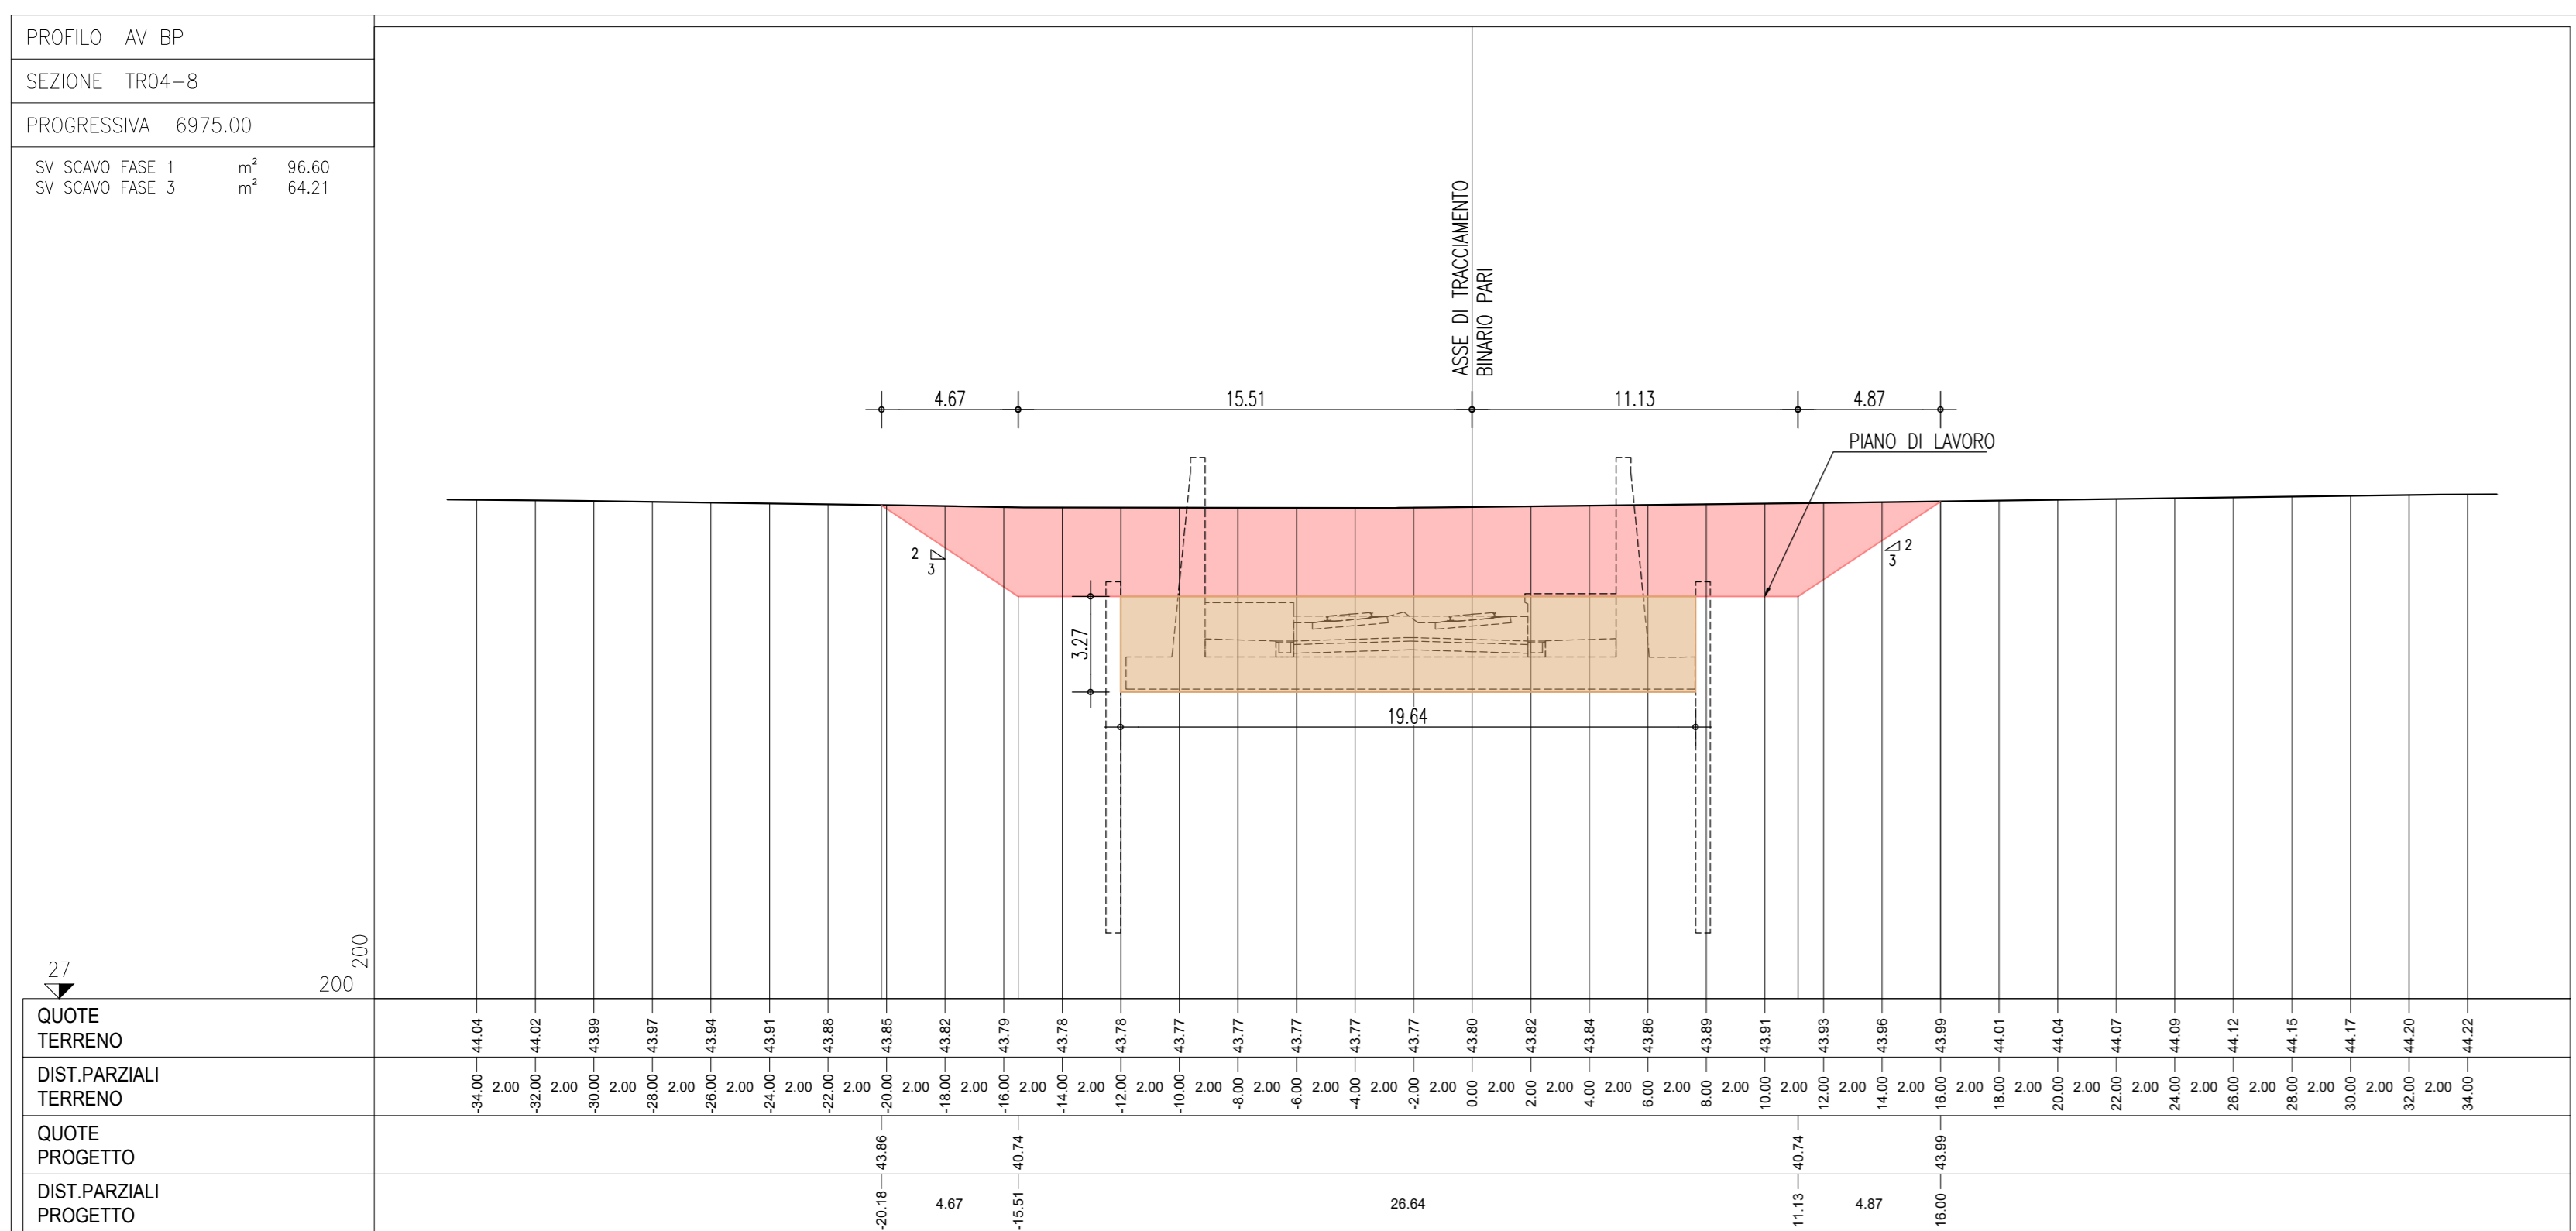 PROFILO AV BP
SEZIONE TR04-8
PROGRESSIVA 6975.00
SV SCAVO FASE 1 m² 96.60
SV SCAVO FASE 3 m² 64.21
ASSE DI TRACCIAMENTO
BINARIO PARI
4.67 15.51 11.13 4.87
PIANO DI LAVORO
2
3
2
3
3.27
19.64
27
200
200
QUOTE
TERRENO
44.04 44.02 43.99 43.97 43.94 43.91 43.88 43.85 43.82 43.79 43.78 43.78 43.77 43.77 43.77 43.77 43.77 43.80 43.82 43.84 43.86 43.89 43.91 43.93 43.96 43.99 44.01 44.04 44.07 44.09 44.12 44.15 44.17 44.20 44.22
DIST.PARZIALI
TERRENO
-34.00 2.00 -32.00 2.00 -30.00 2.00 -28.00 2.00 -26.00 2.00 -24.00 2.00 -22.00 2.00 -20.00 2.00 -18.00 2.00 -16.00 2.00 -14.00 2.00 -12.00 2.00 -10.00 2.00 -8.00 2.00 -6.00 2.00 -4.00 2.00 -2.00 2.00 0.00 2.00 2.00 2.00 4.00 2.00 6.00 2.00 8.00 2.00 10.00 2.00 12.00 2.00 14.00 2.00 16.00 2.00 18.00 2.00 20.00 2.00 22.00 2.00 24.00 2.00 26.00 2.00 28.00 2.00 30.00 2.00 32.00 2.00 34.00
QUOTE
PROGETTO
43.86 40.74 40.74 43.99
DIST.PARZIALI
PROGETTO
-20.18 4.67 -15.51 26.64 11.13 4.87 16.00